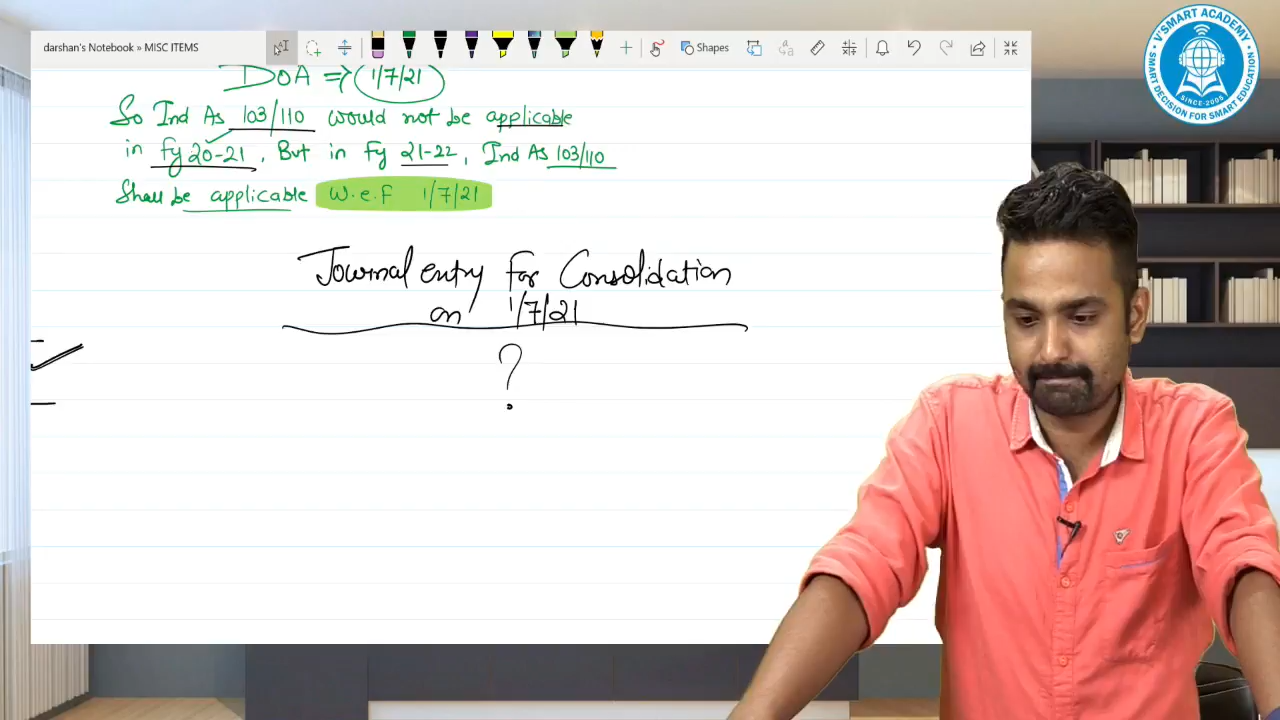 darshan's Notebook » MISC ITEMS
Shapes
DOA ⇒ 1/7/21
So Ind As 103/110 would not be applicable
in Fy 20-21, But in Fy 21-22, Ind As 103/110
Shall be applicable w.e.f 1/7/21
Journal entry for Consolidation
on 1/7/21
?
V'SMART ACADEMY
SINCE-2005
SMART DECISION FOR SMART EDUCATION